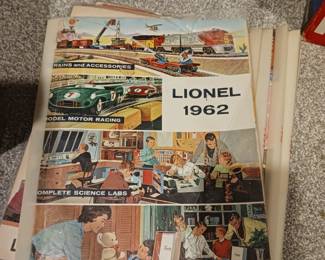 TRAINS AND ACCESSORIES
LIONEL
1962
MODEL MOTOR RACING
COMPLETE SCIENCE LABS
L